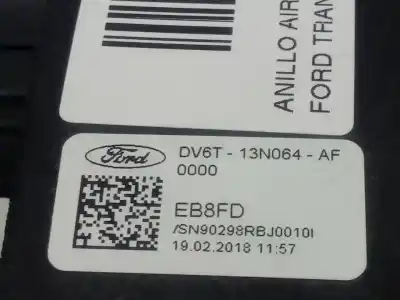 ANILLO AIR
FORD TRAN
Ford
DV6T - 13N064 - AF
0000
EB8FD
/SN90298RBJ0010I
19.02.2018 11:57